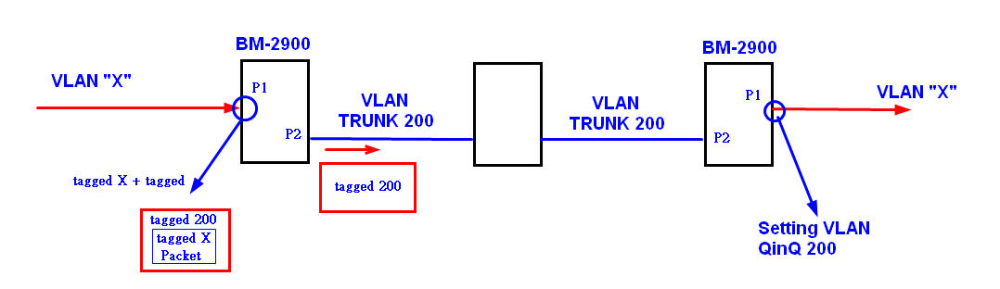 BM-2900
BM-2900
VLAN "X"
P1
VLAN
TRUNK 200
VLAN
TRUNK 200
P1
VLAN "X"
P2
P2
tagged X + tagged
tagged 200
tagged 200
tagged X
Packet
Setting VLAN
QinQ 200